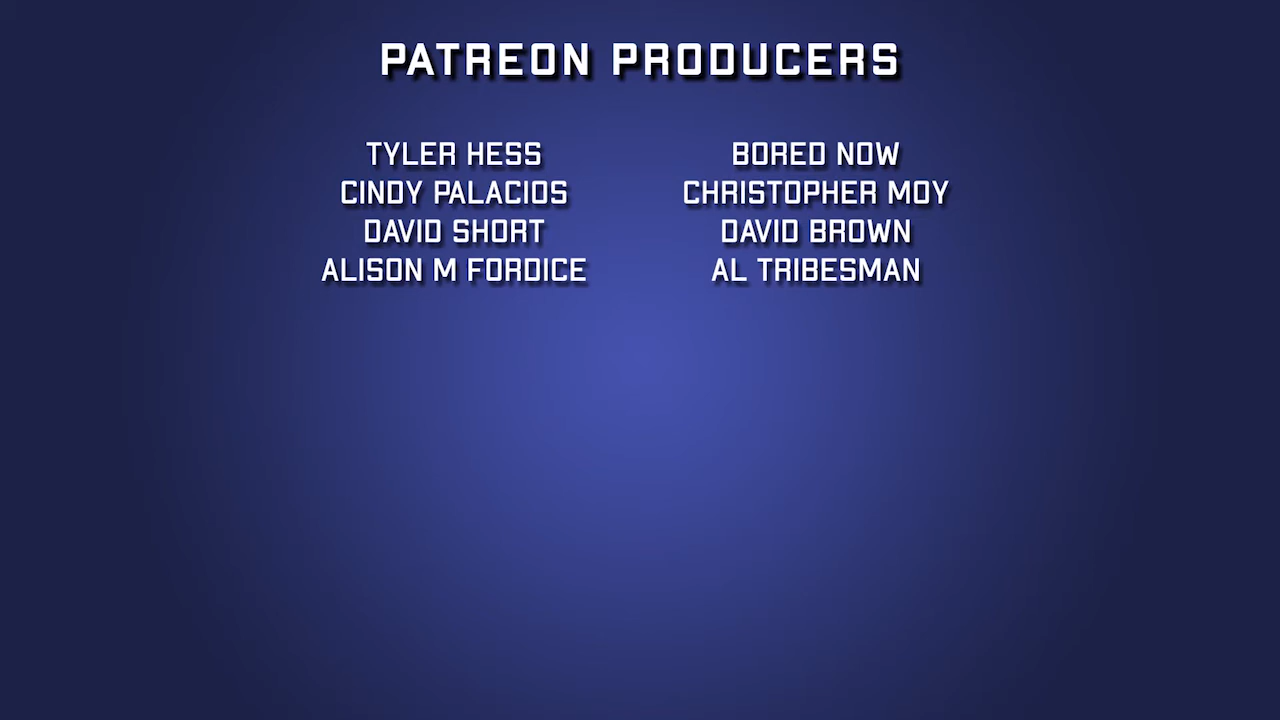 PATREON PRODUCERS
TYLER HESS
CINDY PALACIOS
DAVID SHORT
ALISON M FORDICE
BORED NOW
CHRISTOPHER MOY
DAVID BROWN
AL TRIBESMAN